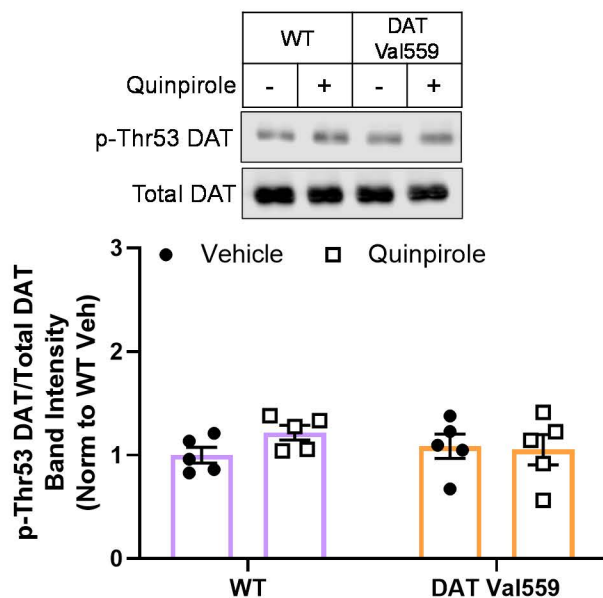 WT
DAT
Val559
Quinpirole - + - +
p-Thr53 DAT
Total DAT
3
Vehicle Quinpirole
2
1
0
p-Thr53 DAT/Total DAT
Band Intensity
(Norm to WT Veh)
WT DAT Val559